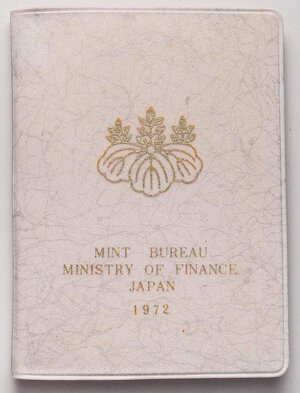 MINT BUREAU
MINISTRY OF FINANCE
JAPAN
1972